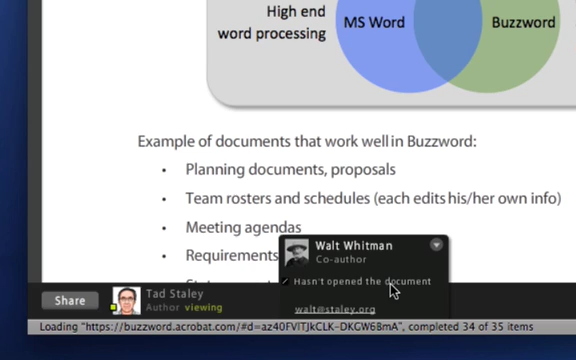 High end
word processing
MS Word
Buzzword
Example of documents that work well in Buzzword:
• Planning documents, proposals
• Team rosters and schedules (each edits his/her own info)
• Meeting agendas
• Requirements
Walt Whitman
Co-author
Hasn't opened the document
walt@staley.org
Share
Tad Staley
Author viewing
Loading "https://buzzword.acrobat.com/#d=az40FVlTJkCLK-DKGW6BmA", completed 34 of 35 items